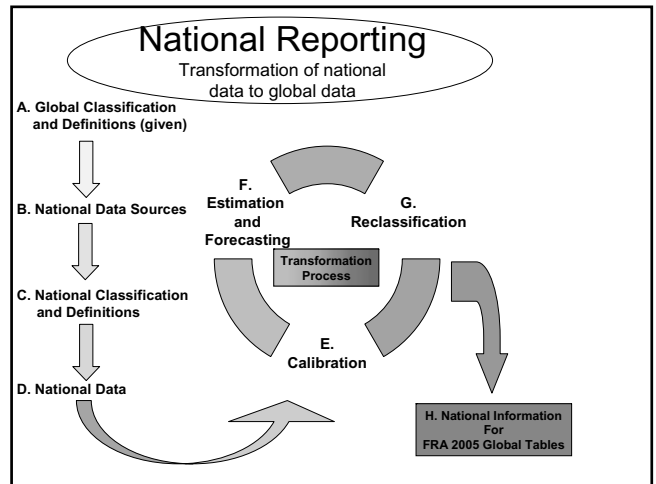 National Reporting
Transformation of national
data to global data
A. Global Classification
and Definitions (given)
B. National Data Sources
C. National Classification
and Definitions
D. National Data
F.
Estimation
and
Forecasting
G.
Reclassification
Transformation
Process
E.
Calibration
H. National Information
For
FRA 2005 Global Tables